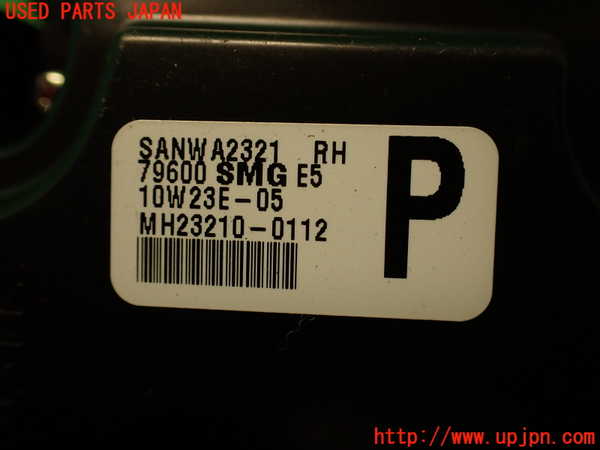 USED PARTS JAPAN
SANWA2321 RH
79600 SMG E5
10W23E-05
MH23210-0112
P
http://www.upjpn.com/